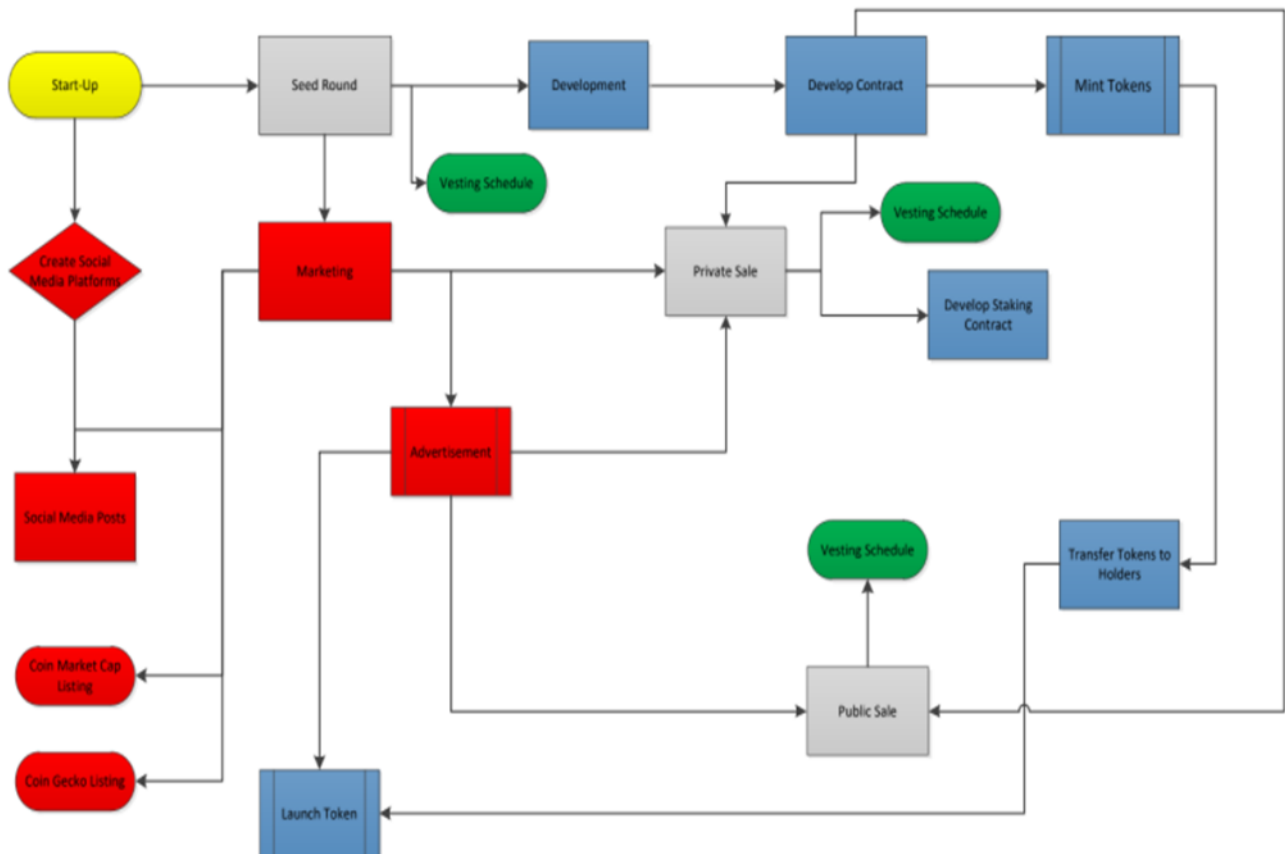 Start-Up
Seed Round
Development
Develop Contract
Mint Tokens
Vesting Schedule
Vesting Schedule
Create Social
Media Platforms
Marketing
Private Sale
Develop Staking
Contract
Advertisement
Social Media Posts
Vesting Schedule
Transfer Tokens to
Holders
Coin Market Cap
Listing
Public Sale
Coin Gecko Listing
Launch Token